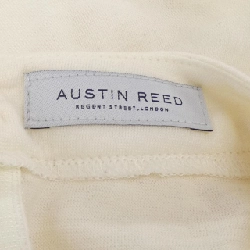 AUSTIN REED
REGENT STREET, LONDON